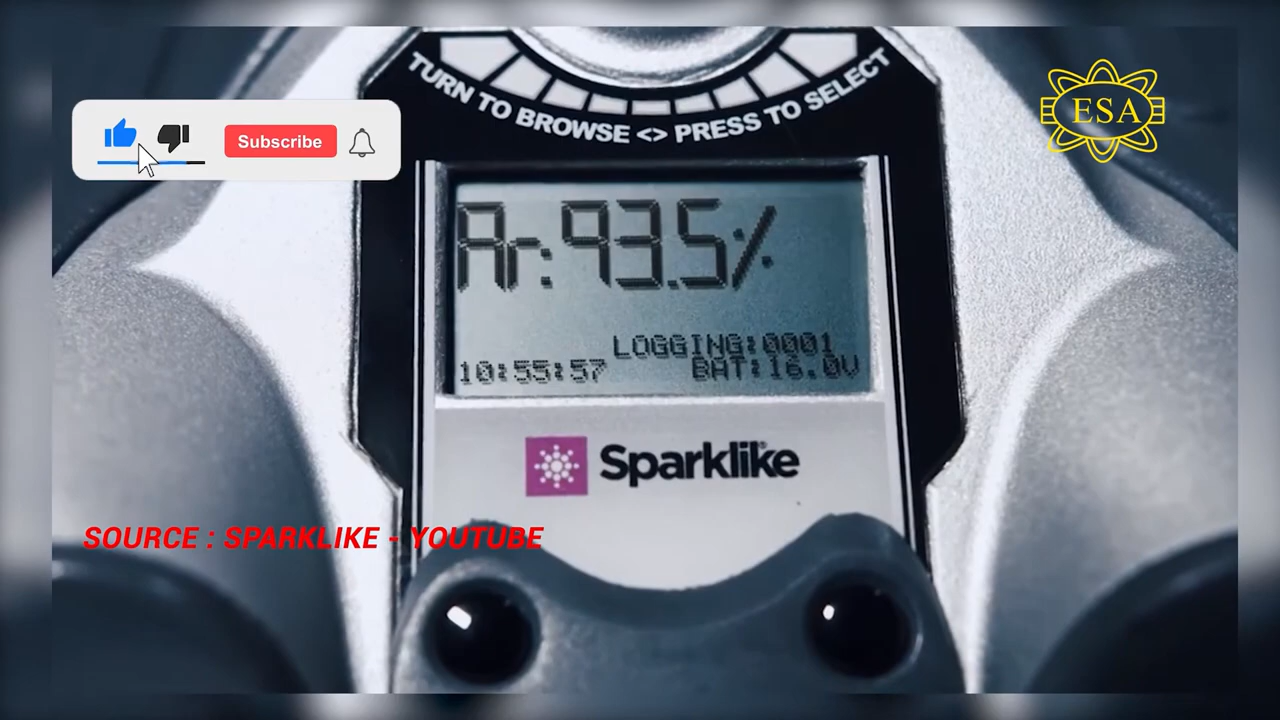 TURN TO BROWSE <> PRESS TO SELECT
ESA
Subscribe
Ar:93.5%
LOGGING:0001
10:55:57 BAT:16.0V
Sparklike
SOURCE : SPARKLIKE - YOUTUBE